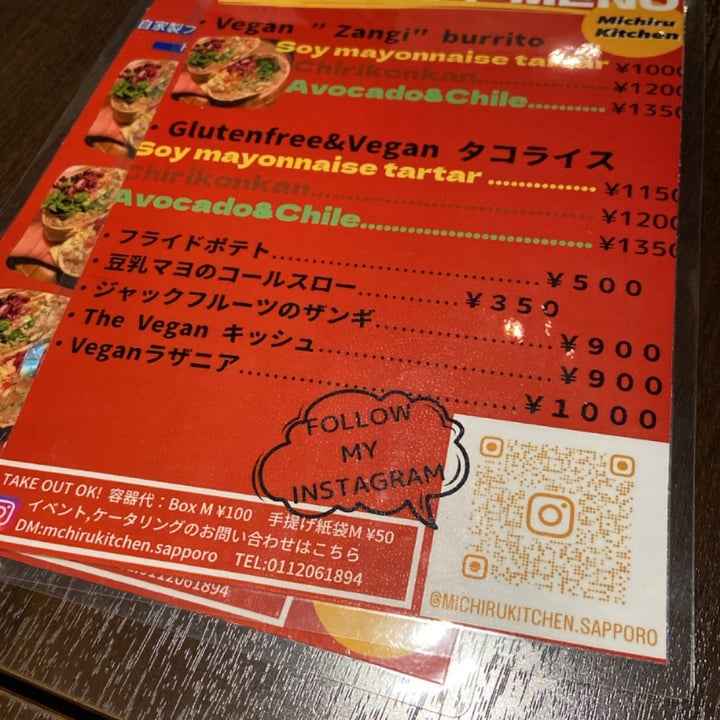 MENU
Michiru
Kitchen
自家製
・Vegan ”Zangi" burrito
Soy mayonnaise tartar ¥1000
Chirikonkan............... ¥1200
Avocado&Chile.......... ¥1350
・Glutenfree&Vegan タコライス
Soy mayonnaise tartar .............. ¥1150
Chirikonkan........................................ ¥1200
Avocado&Chile................................. ¥1350
・フライドポテト.............................. ¥500
・豆乳マヨのコールスロー............ ¥350
・ジャックフルーツのザンギ..................... ¥900
・The Vegan キッシュ........................... ¥900
・Veganラザニア................................. ¥1000
FOLLOW
MY
INSTAGRAM
TAKE OUT OK! 容器代：Box M ¥100 手提げ紙袋M ¥50
イベント,ケータリングのお問い合わせはこちら
DM:mchirukitchen.sapporo TEL:0112061894
@MICHIRUKITCHEN.SAPPORO
:0112061894